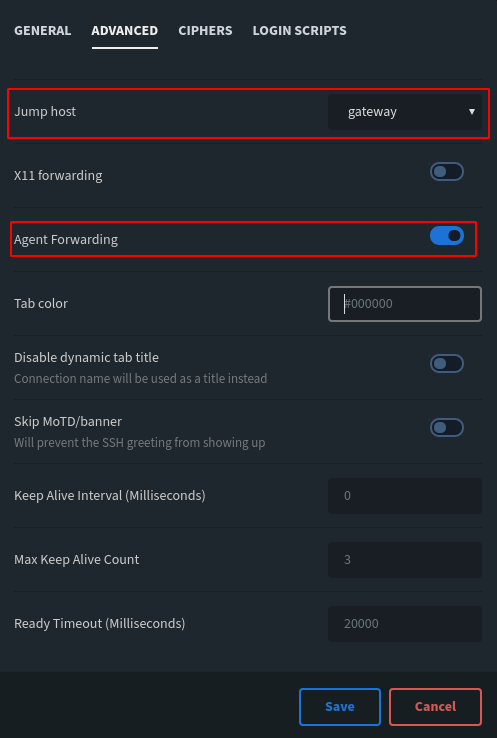 GENERAL ADVANCED CIPHERS LOGIN SCRIPTS
Jump host gateway
X11 forwarding
Agent Forwarding
Tab color #000000
Disable dynamic tab title
Connection name will be used as a title instead
Skip MoTD/banner
Will prevent the SSH greeting from showing up
Keep Alive Interval (Milliseconds) 0
Max Keep Alive Count 3
Ready Timeout (Milliseconds) 20000
Save Cancel